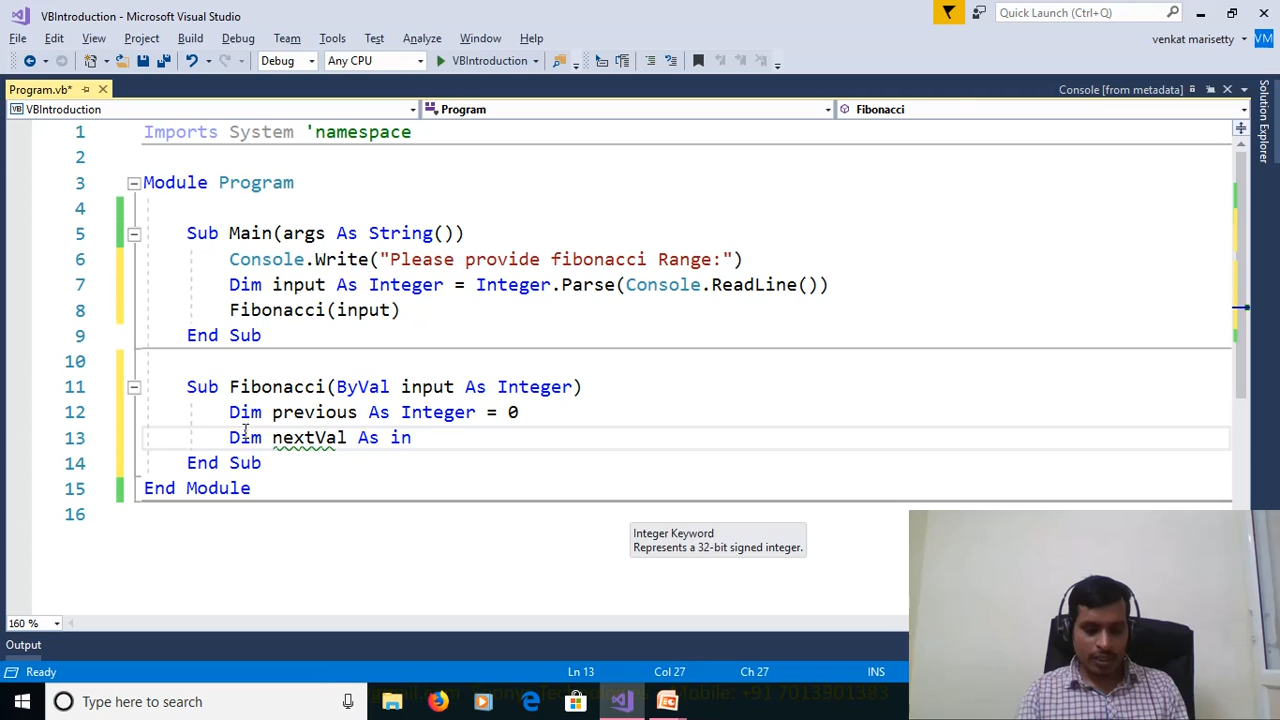 VBIntroduction - Microsoft Visual Studio
Quick Launch (Ctrl+Q)
File Edit View Project Build Debug Team Tools Test Analyze Window Help
venkat marisetty VM
Debug Any CPU VBIntroduction
Program.vb* Console [from metadata]
VBIntroduction Program Fibonacci
Solution Explorer
1 Imports System 'namespace
2
3 Module Program
4
5 Sub Main(args As String())
6 Console.Write("Please provide fibonacci Range:")
7 Dim input As Integer = Integer.Parse(Console.ReadLine())
8 Fibonacci(input)
9 End Sub
10
11 Sub Fibonacci(ByVal input As Integer)
12 Dim previous As Integer = 0
13 Dim nextVal As in
14 End Sub
15 End Module
16
Integer Keyword
Represents a 32-bit signed integer.
160 %
Output
Ready Ln 13 Col 27 Ch 27 INS
Type here to search
Mobile: +91 7013901383